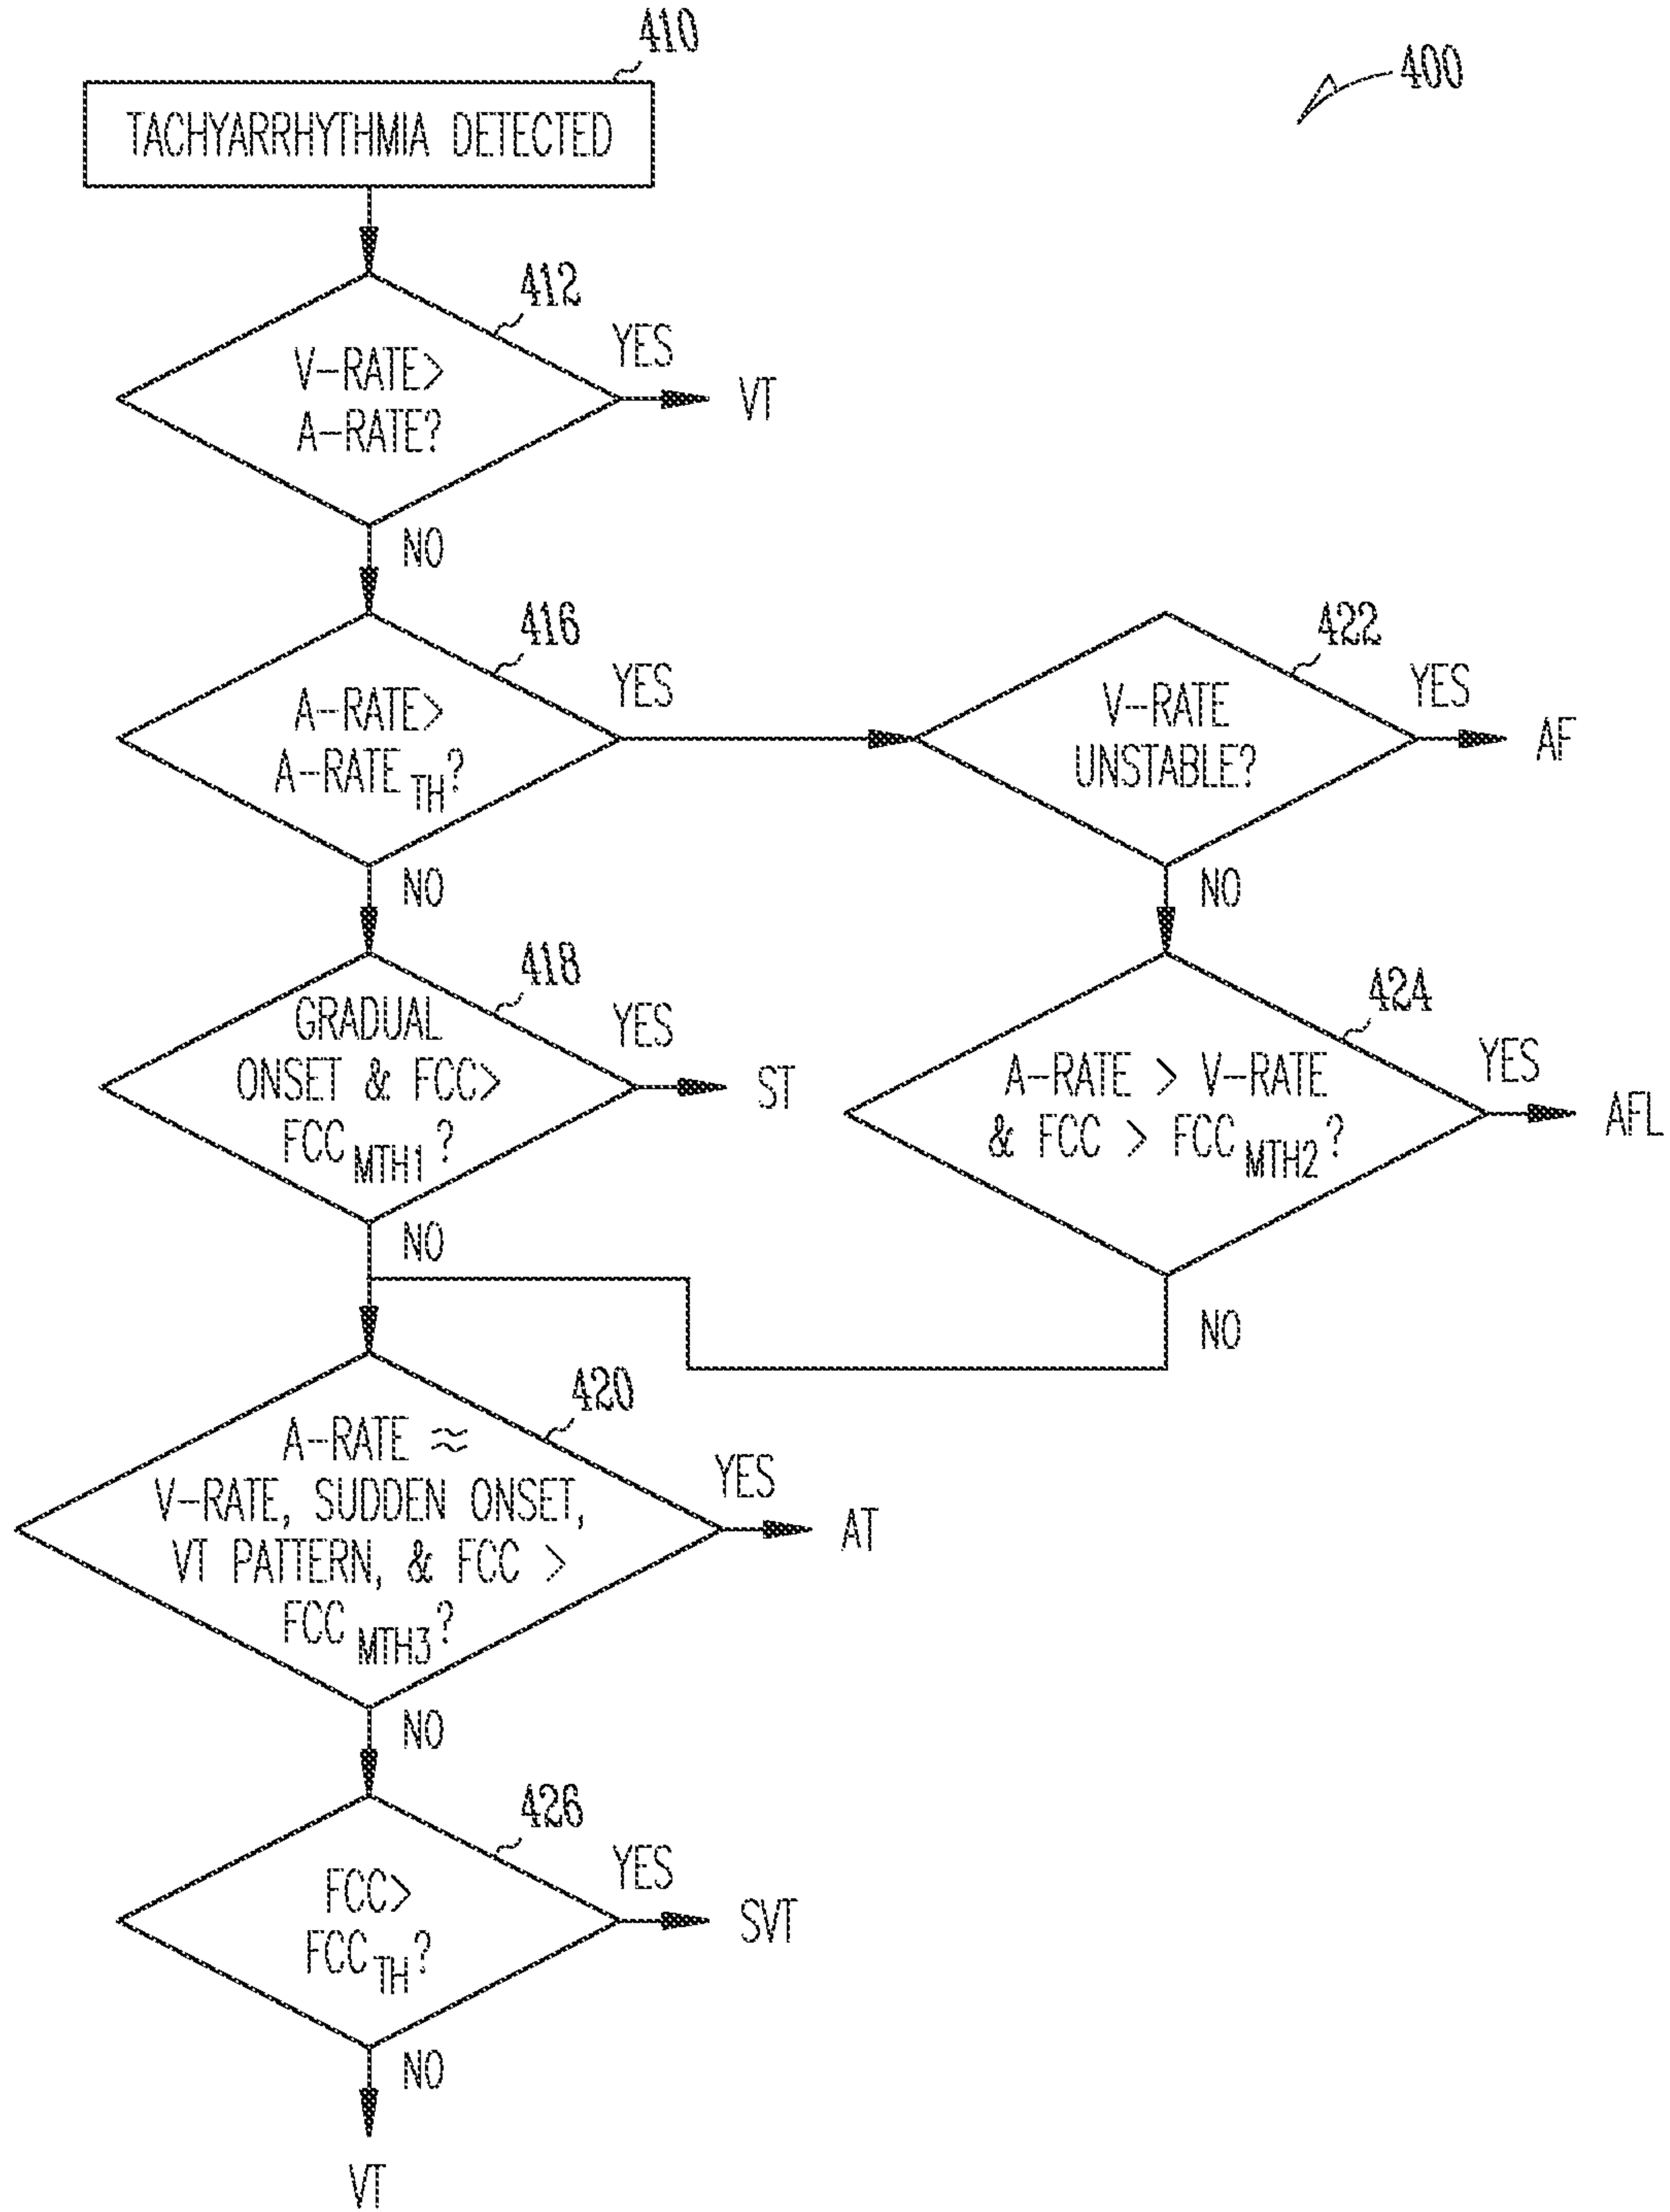 410
400
TACHYARRHYTHMIA DETECTED
412
YES
V-RATE>
A-RATE?
VT
NO
416
YES
A-RATE>
A-RATE TH?
422
YES
V-RATE
UNSTABLE?
AF
NO
NO
418
YES
GRADUAL
ONSET & FCC>
FCC MTH1?
ST
424
YES
A-RATE > V-RATE
& FCC > FCC MTH2?
AFL
NO
NO
420
YES
A-RATE ≈
V-RATE, SUDDEN ONSET,
VT PATTERN, & FCC >
FCC MTH3?
AT
NO
426
YES
FCC>
FCC TH?
SVT
NO
VT